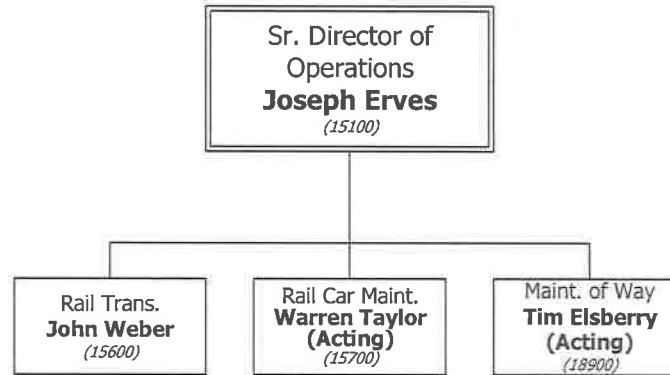 Sr. Director of
Operations
Joseph Erves
(15100)
Rail Trans.
John Weber
(15600)
Rail Car Maint.
Warren Taylor
(Acting)
(15700)
Maint. of Way
Tim Elsberry
(Acting)
(18900)